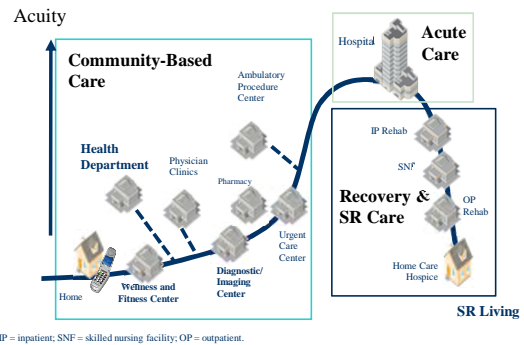 Acuity
Community-Based
Care
Ambulatory
Procedure
Center
Hospital
Acute
Care
Health
Department
Physician
Clinics
Pharmacy
Urgent
Care
Center
Home
Wellness and
Fitness Center
Diagnostic/
Imaging
Center
IP Rehab
SNF
Recovery &
SR Care
OP
Rehab
Home Care
Hospice
SR Living
IP = inpatient; SNF = skilled nursing facility; OP = outpatient.